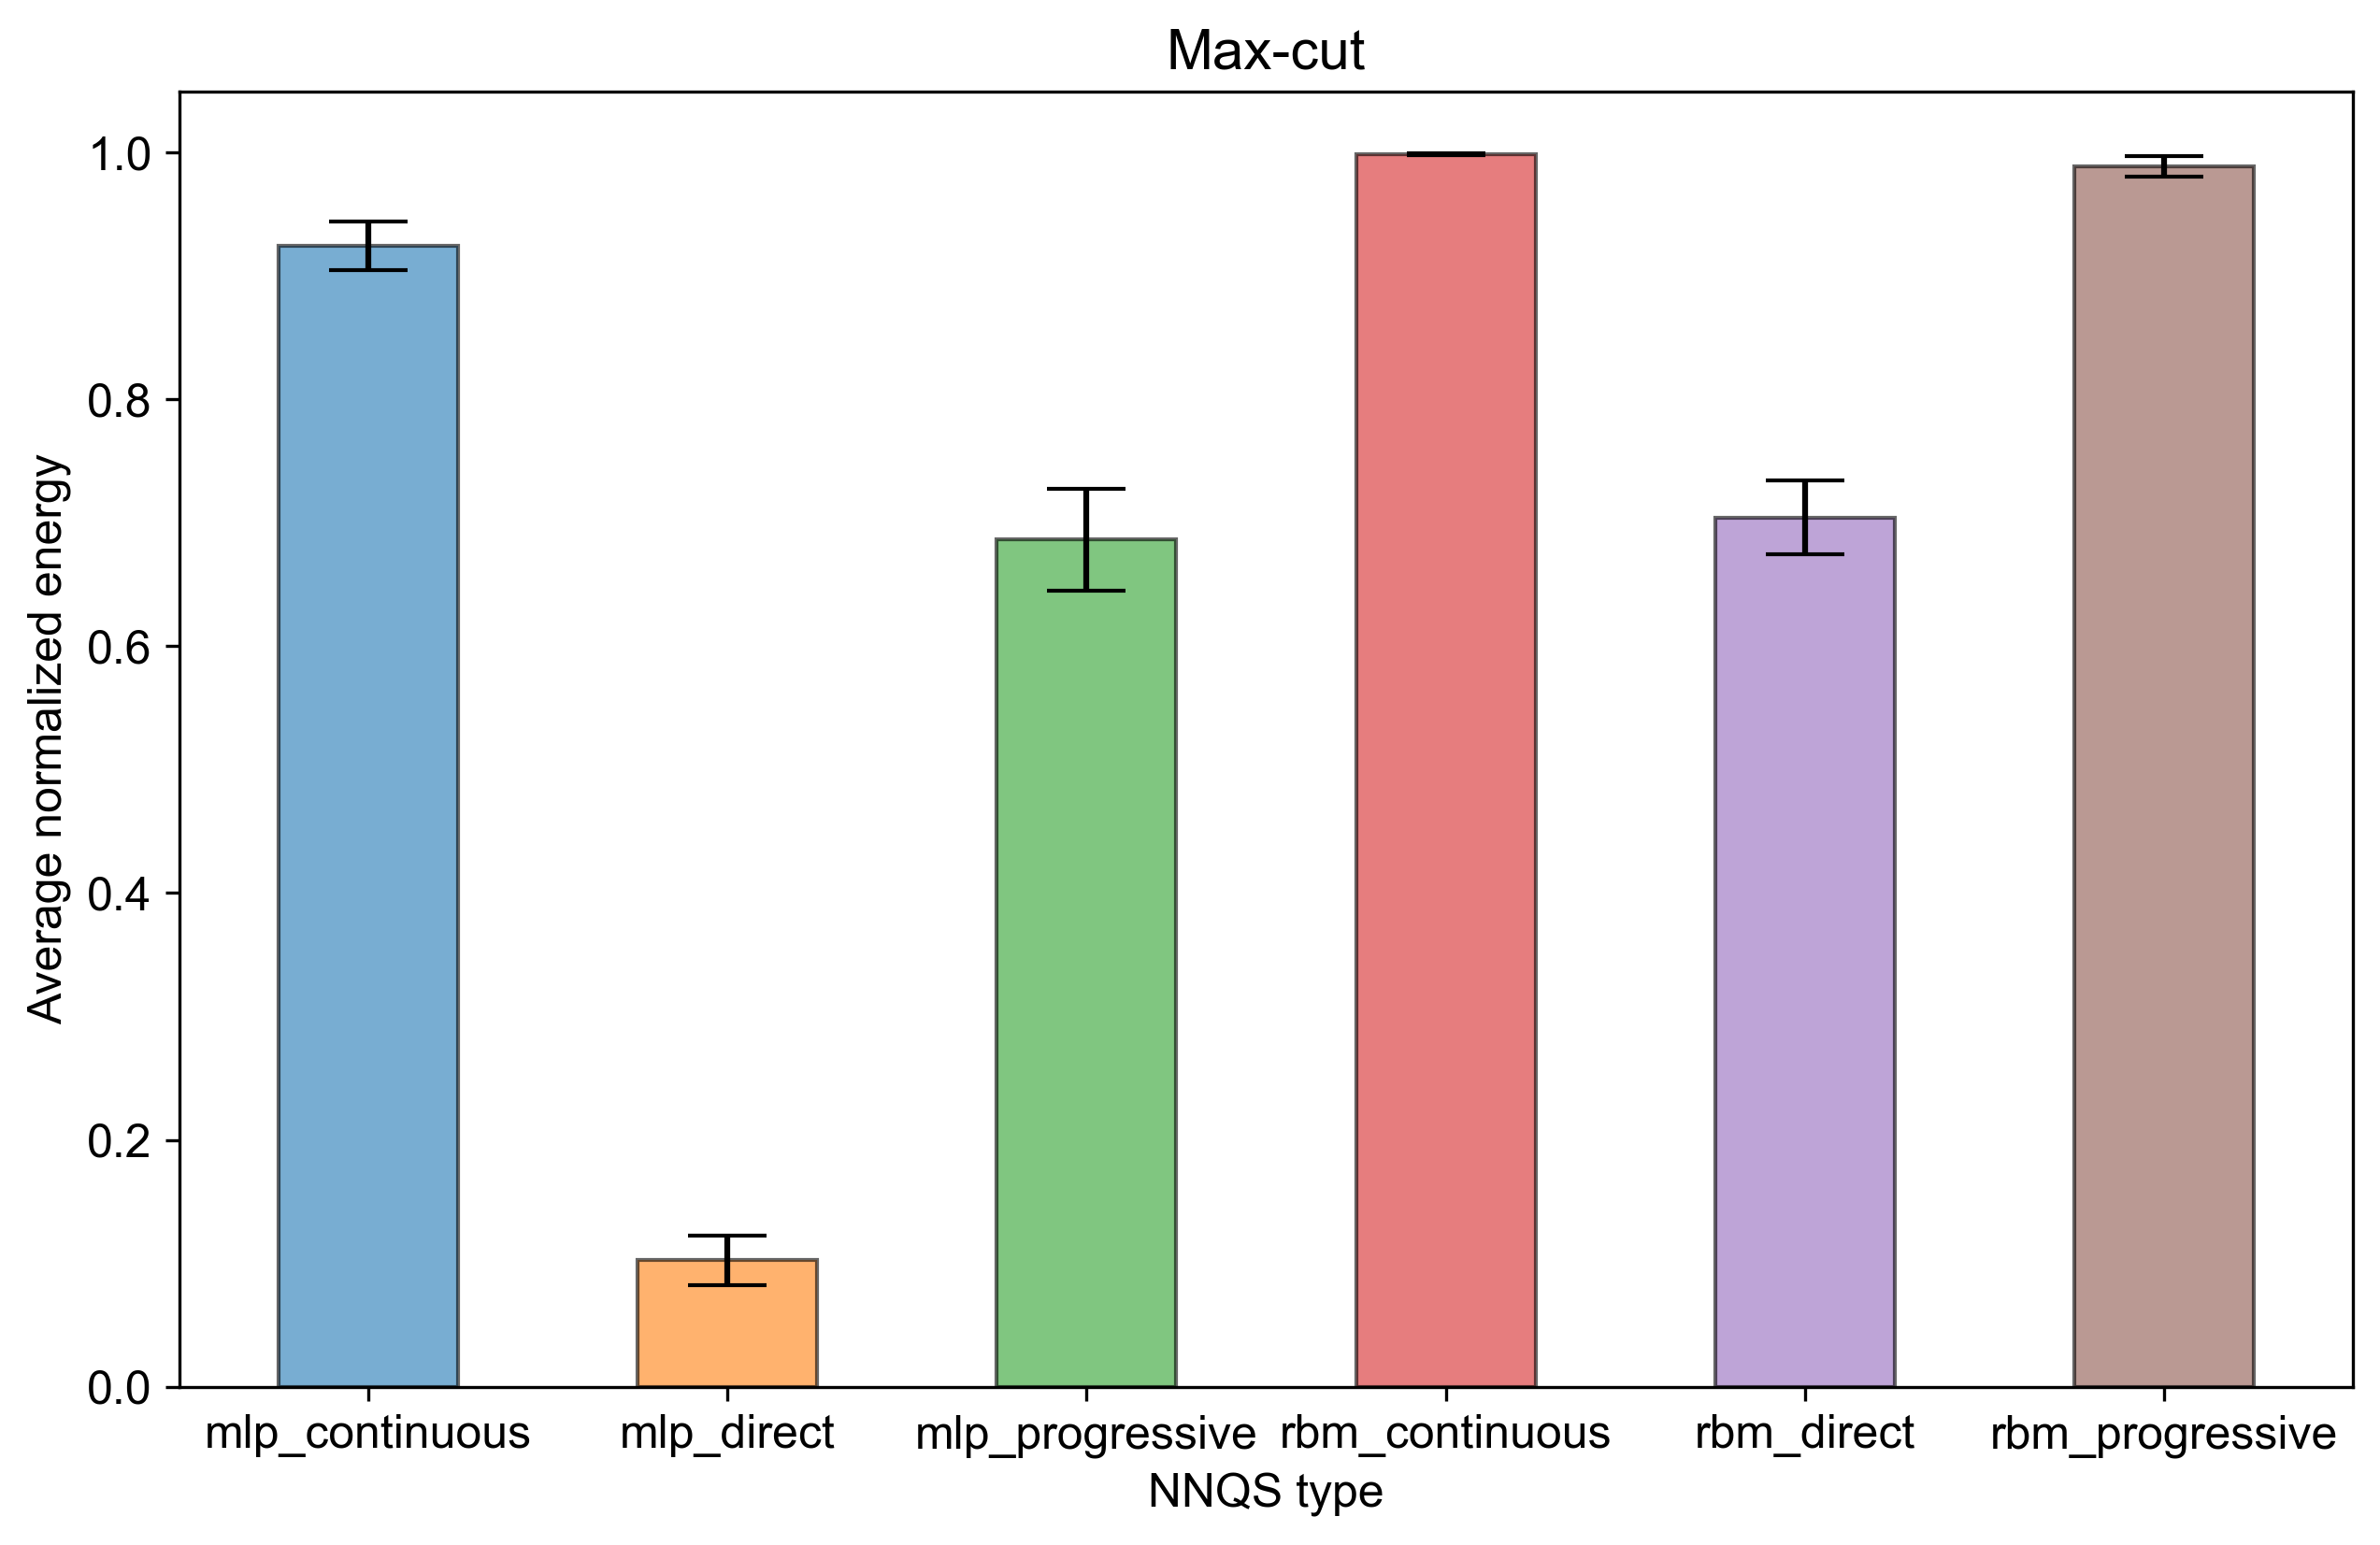 Max-cut
Average normalized energy
1.0
0.8
0.6
0.4
0.2
0.0
mlp_continuous mlp_direct mlp_progressive rbm_continuous rbm_direct rbm_progressive
NNQS type